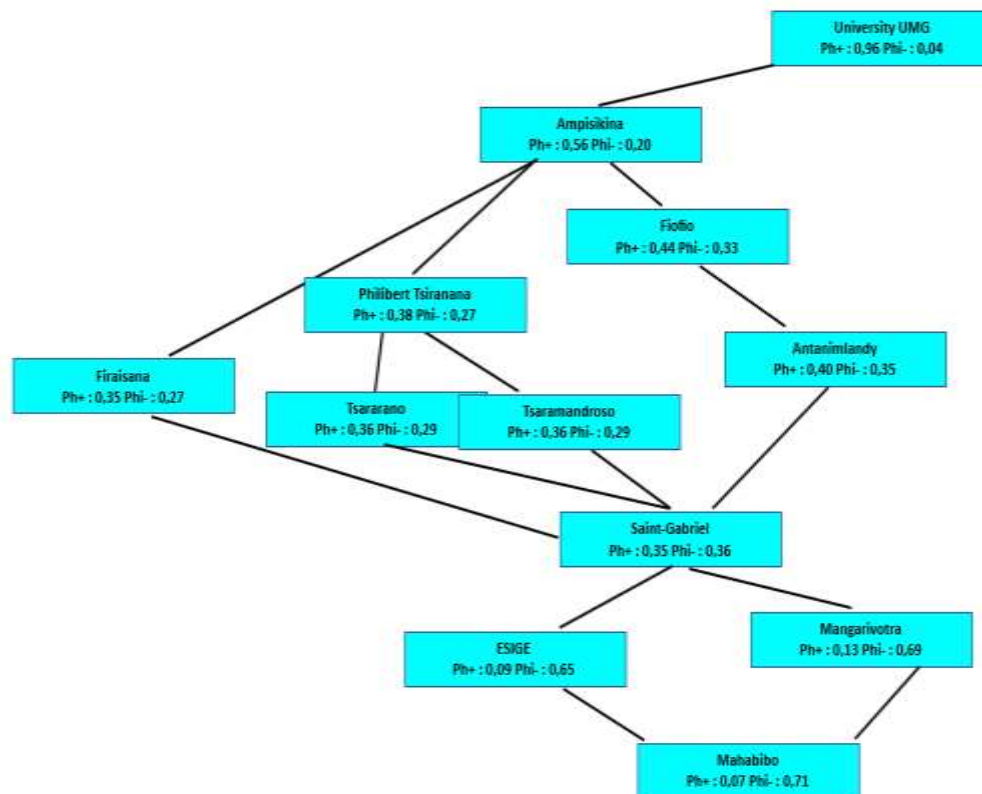 University UMG
Ph+ : 0,96 Phi- : 0,04
Ampisikina
Ph+ : 0,56 Phi- : 0,20
Fiofio
Ph+ : 0,44 Phi- : 0,33
Philibert Tsiranana
Ph+ : 0,38 Phi- : 0,27
Antanimlandy
Ph+ : 0,40 Phi- : 0,35
Firaisana
Ph+ : 0,35 Phi- : 0,27
Tsararano
Ph+ : 0,36 Phi- : 0,29
Tsaramandroso
Ph+ : 0,36 Phi- : 0,29
Saint-Gabriel
Ph+ : 0,35 Phi- : 0,36
Mangarivotra
Ph+ : 0,13 Phi- : 0,69
ESIGE
Ph+ : 0,09 Phi- : 0,65
Mahabibo
Ph+ : 0,07 Phi- : 0,71